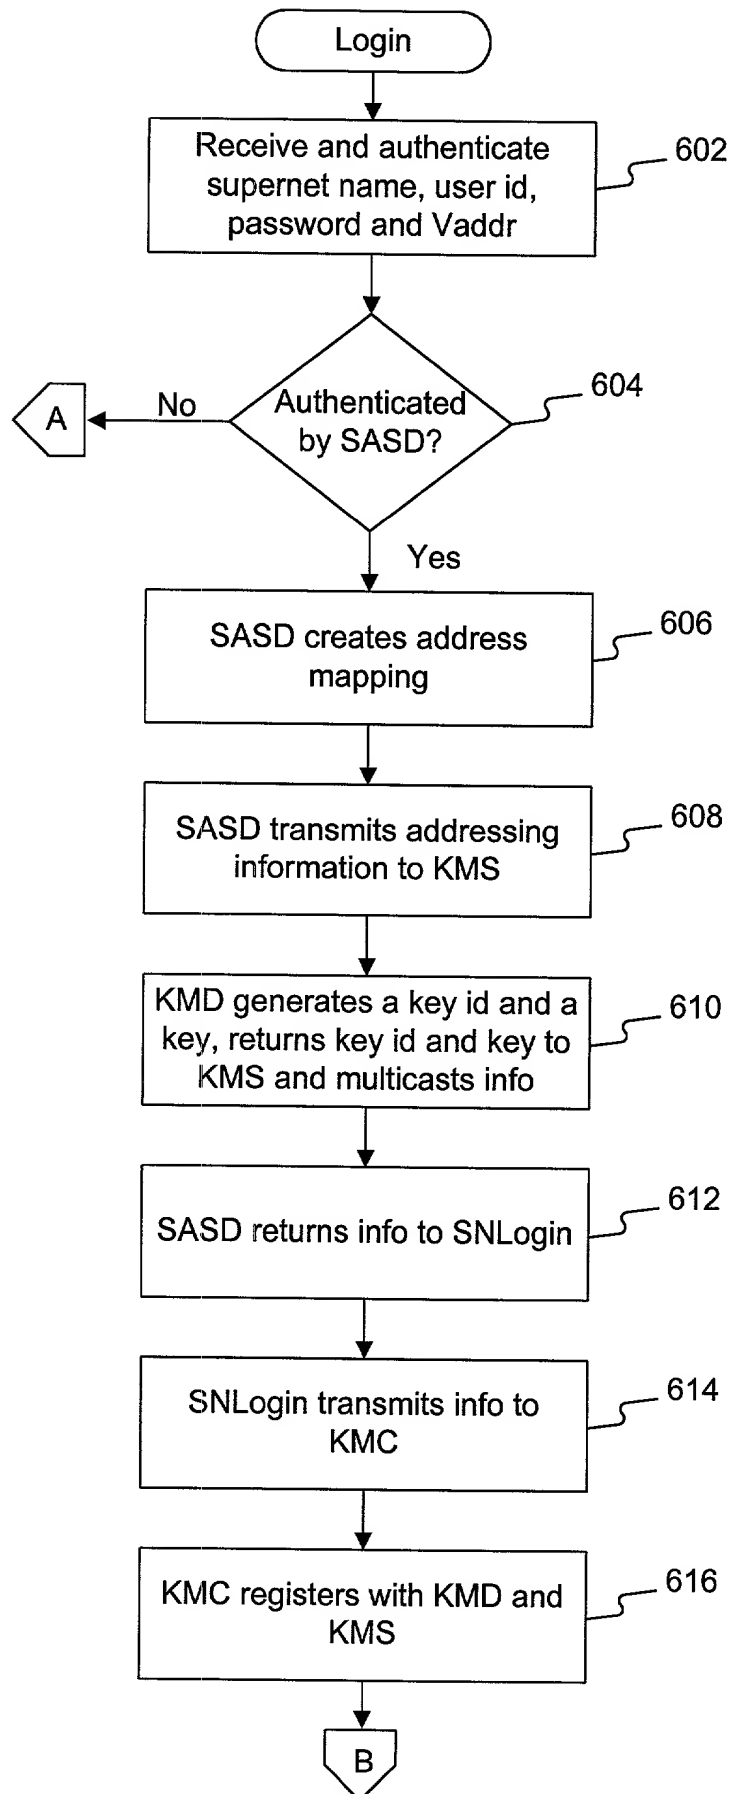 Login
Receive and authenticate
supernet name, user id,
password and Vaddr
602
Authenticated
by SASD?
604
No
A
Yes
SASD creates address
mapping
606
SASD transmits addressing
information to KMS
608
KMD generates a key id and a
key, returns key id and key to
KMS and multicasts info
610
SASD returns info to SNLogin
612
SNLogin transmits info to
KMC
614
KMC registers with KMD and
KMS
616
B